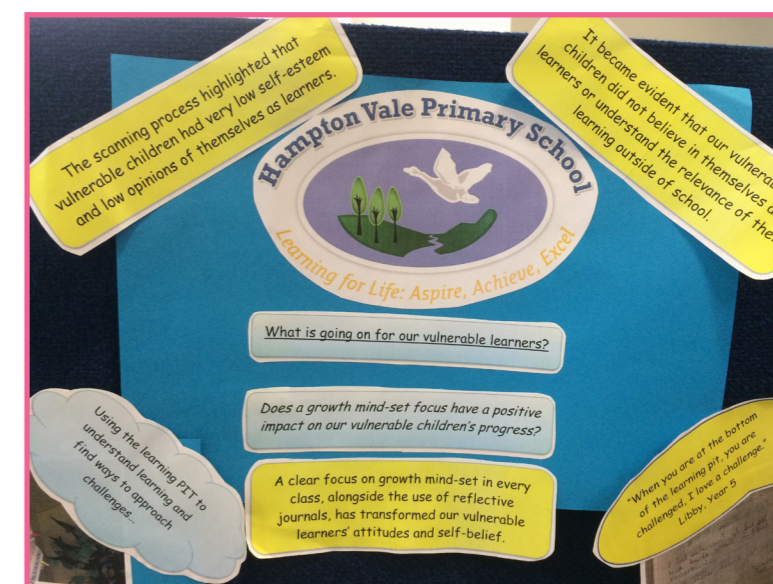 The scanning process highlighted that
vulnerable children had very low self-esteem
and low opinions of themselves as learners.
It became evident that our vulnera
children did not believe in themselves a
learners or understand the relevance of the
learning outside of school.
Hampton Vale Primary School
Learning for Life: Aspire, Achieve, Excel
What is going on for our vulnerable learners?
Does a growth mind-set focus have a positive
impact on our vulnerable children's progress?
A clear focus on growth mind-set in every
class, alongside the use of reflective
journals, has transformed our vulnerable
learners' attitudes and self-belief.
Using the learning PIT to
understand learning and
find ways to approach
challenges...
"When you are at the bottom
of the learning pit, you are
challenged, I love a challenge."
Libby, Year 5